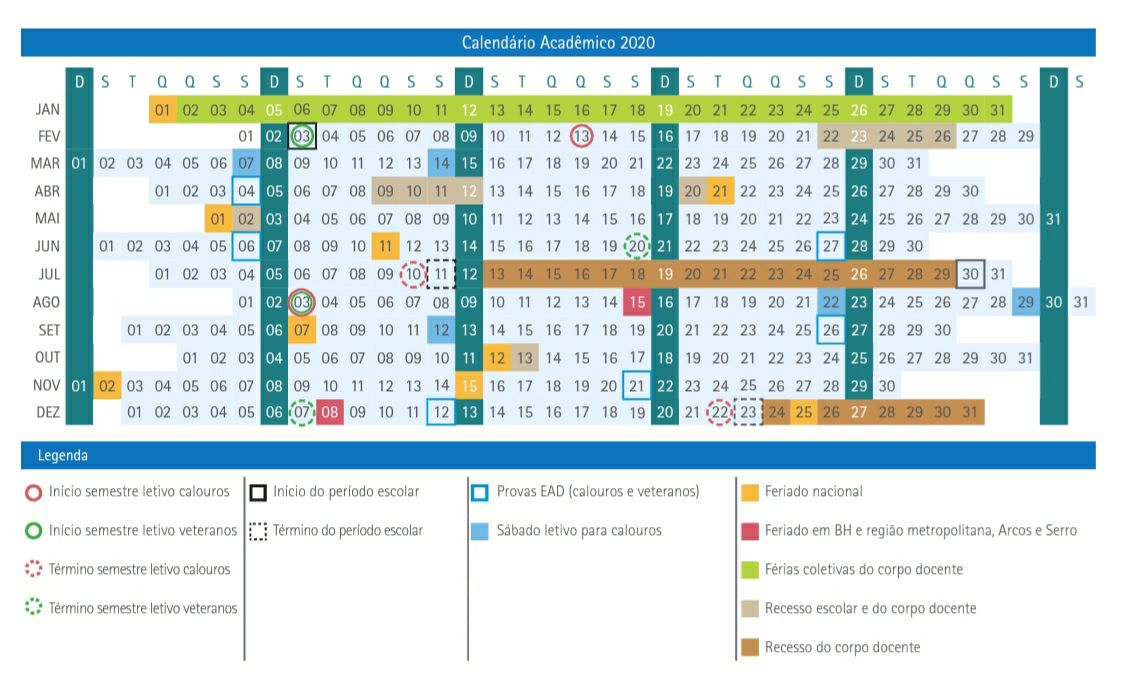 Calendário Acadêmico 2020
D S T Q Q S S D S T Q Q S S D S T Q Q S S D S T Q Q S S D S T Q Q S S D S
JAN 01 02 03 04 05 06 07 08 09 10 11 12 13 14 15 16 17 18 19 20 21 22 23 24 25 26 27 28 29 30 31
FEV 01 02 03 04 05 06 07 08 09 10 11 12 13 14 15 16 17 18 19 20 21 22 23 24 25 26 27 28 29
MAR 01 02 03 04 05 06 07 08 09 10 11 12 13 14 15 16 17 18 19 20 21 22 23 24 25 26 27 28 29 30 31
ABR 01 02 03 04 05 06 07 08 09 10 11 12 13 14 15 16 17 18 19 20 21 22 23 24 25 26 27 28 29 30
MAI 01 02 03 04 05 06 07 08 09 10 11 12 13 14 15 16 17 18 19 20 21 22 23 24 25 26 27 28 29 30 31
JUN 01 02 03 04 05 06 07 08 09 10 11 12 13 14 15 16 17 18 19 20 21 22 23 24 25 26 27 28 29 30
JUL 01 02 03 04 05 06 07 08 09 10 11 12 13 14 15 16 17 18 19 20 21 22 23 24 25 26 27 28 29 30 31
AGO 01 02 03 04 05 06 07 08 09 10 11 12 13 14 15 16 17 18 19 20 21 22 23 24 25 26 27 28 29 30 31
SET 01 02 03 04 05 06 07 08 09 10 11 12 13 14 15 16 17 18 19 20 21 22 23 24 25 26 27 28 29 30
OUT 01 02 03 04 05 06 07 08 09 10 11 12 13 14 15 16 17 18 19 20 21 22 23 24 25 26 27 28 29 30 31
NOV 01 02 03 04 05 06 07 08 09 10 11 12 13 14 15 16 17 18 19 20 21 22 23 24 25 26 27 28 29 30
DEZ 01 02 03 04 05 06 07 08 09 10 11 12 13 14 15 16 17 18 19 20 21 22 23 24 25 26 27 28 29 30 31
Legenda
Início semestre letivo calouros
Início semestre letivo veteranos
Término semestre letivo calouros
Término semestre letivo veteranos
Início do período escolar
Término do período escolar
Provas EAD (calouros e veteranos)
Sábado letivo para calouros
Feriado nacional
Feriado em BH e região metropolitana, Arcos e Serro
Férias coletivas do corpo docente
Recesso escolar e do corpo docente
Recesso do corpo docente